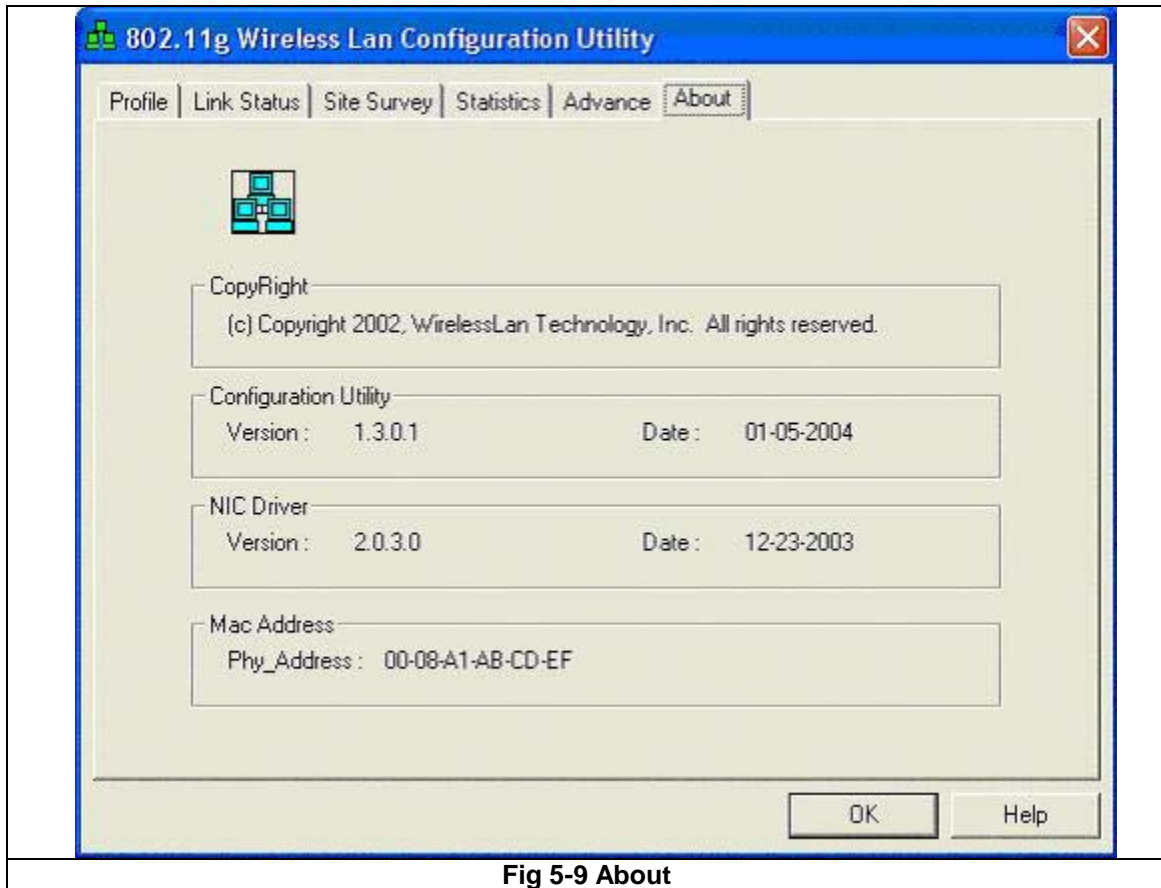 802.11g Wireless Lan Configuration Utility
Profile Link Status Site Survey Statistics Advance About
CopyRight
(c) Copyright 2002, WirelessLan Technology, Inc. All rights reserved.
Configuration Utility
Version : 1.3.0.1 Date : 01-05-2004
NIC Driver
Version : 2.0.3.0 Date : 12-23-2003
Mac Address
Phy_Address : 00-08-A1-AB-CD-EF
OK Help
Fig 5-9 About